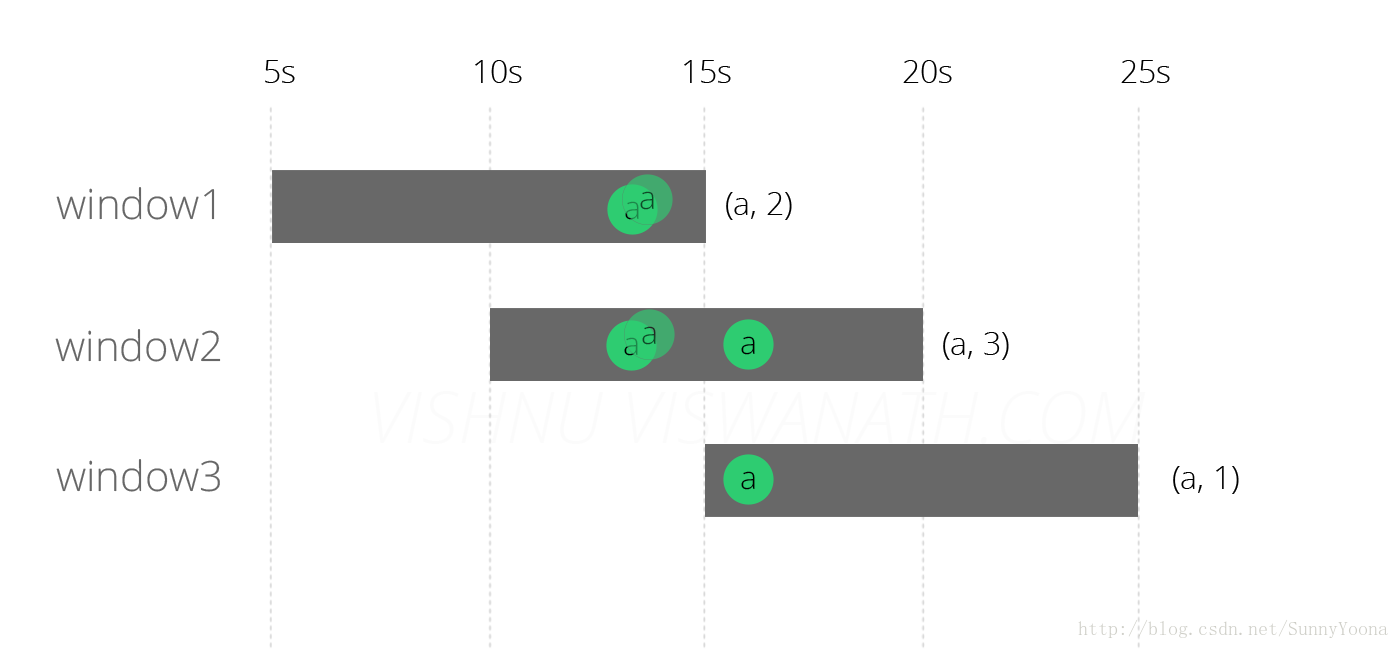 5s 10s 15s 20s 25s
window1 a a (a, 2)
window2 a a a (a, 3)
VISHNU VISWANATH.COM
window3 a (a, 1)
http://blog.csdn.net/SunnyYoona